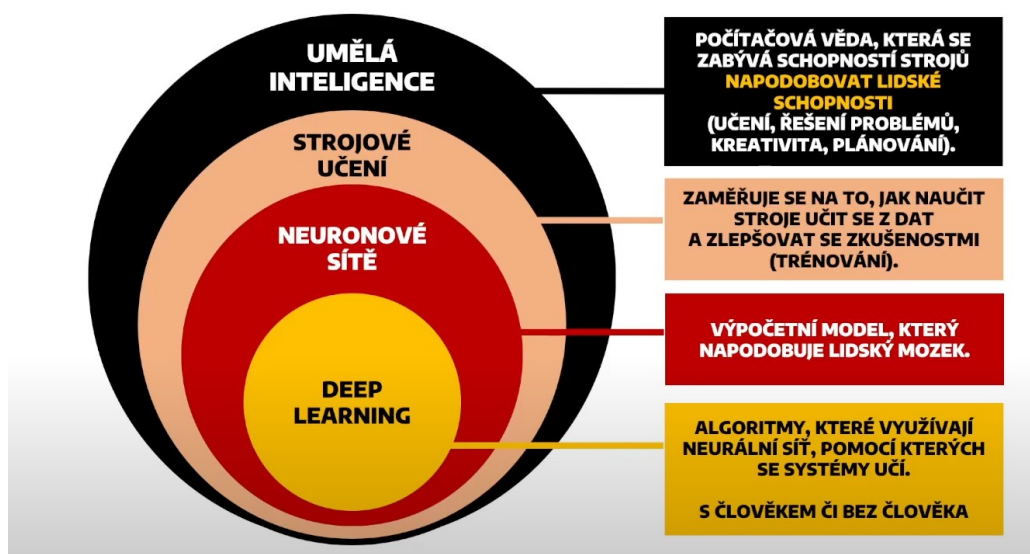 UMĚLÁ
INTELIGENCE
STROJOVÉ
UČENÍ
NEURONOVÉ
SÍTĚ
DEEP
LEARNING
POČÍTAČOVÁ VĚDA, KTERÁ SE
ZABÝVÁ SCHOPNOSTÍ STROJŮ
NAPODOBOVAT LIDSKÉ
SCHOPNOSTI
(UČENÍ, ŘEŠENÍ PROBLÉMŮ,
KREATIVITA, PLÁNOVÁNÍ).
ZAMĚŘUJE SE NA TO, JAK NAUČIT
STROJE UČIT SE Z DAT
A ZLEPŠOVAT SE ZKUŠENOSTMI
(TRÉNOVÁNÍ).
VÝPOČETNÍ MODEL, KTERÝ
NAPODOBUJE LIDSKÝ MOZEK.
ALGORITMY, KTERÉ VYUŽÍVAJÍ
NEURÁLNÍ SÍŤ, POMOCÍ KTERÝCH
SE SYSTÉMY UČÍ.
S ČLOVĚKEM ČI BEZ ČLOVĚKA